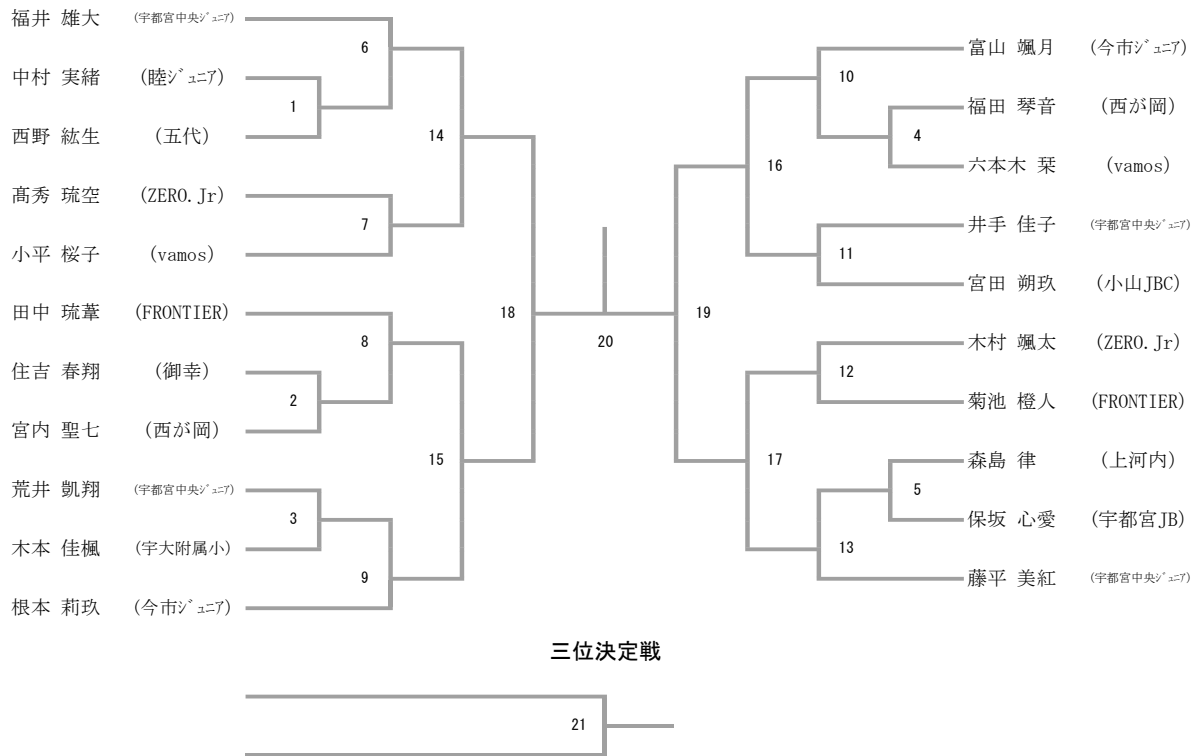 福井 雄大 (宇都宮中央ｼﾞｭﾆｱ)
6
中村 実緒 (睦ｼﾞｭﾆｱ)
1
西野 紘生 (五代)
14
髙秀 琉空 (ZERO.Jr)
7
小平 桜子 (vamos)
田中 琉葦 (FRONTIER)
18
8
住吉 春翔 (御幸)
2
宮内 聖七 (西が岡)
15
荒井 凱翔 (宇都宮中央ｼﾞｭﾆｱ)
3
木本 佳楓 (宇大附属小)
9
根本 莉玖 (今市ｼﾞｭﾆｱ)
20
富山 颯月 (今市ｼﾞｭﾆｱ)
10
福田 琴音 (西が岡)
4
六本木 栞 (vamos)
16
井手 佳子 (宇都宮中央ｼﾞｭﾆｱ)
11
宮田 朔玖 (小山JBC)
19
木村 颯太 (ZERO.Jr)
12
菊池 橙人 (FRONTIER)
17
森島 律 (上河内)
5
保坂 心愛 (宇都宮JB)
13
藤平 美紅 (宇都宮中央ｼﾞｭﾆｱ)
三位決定戦
21